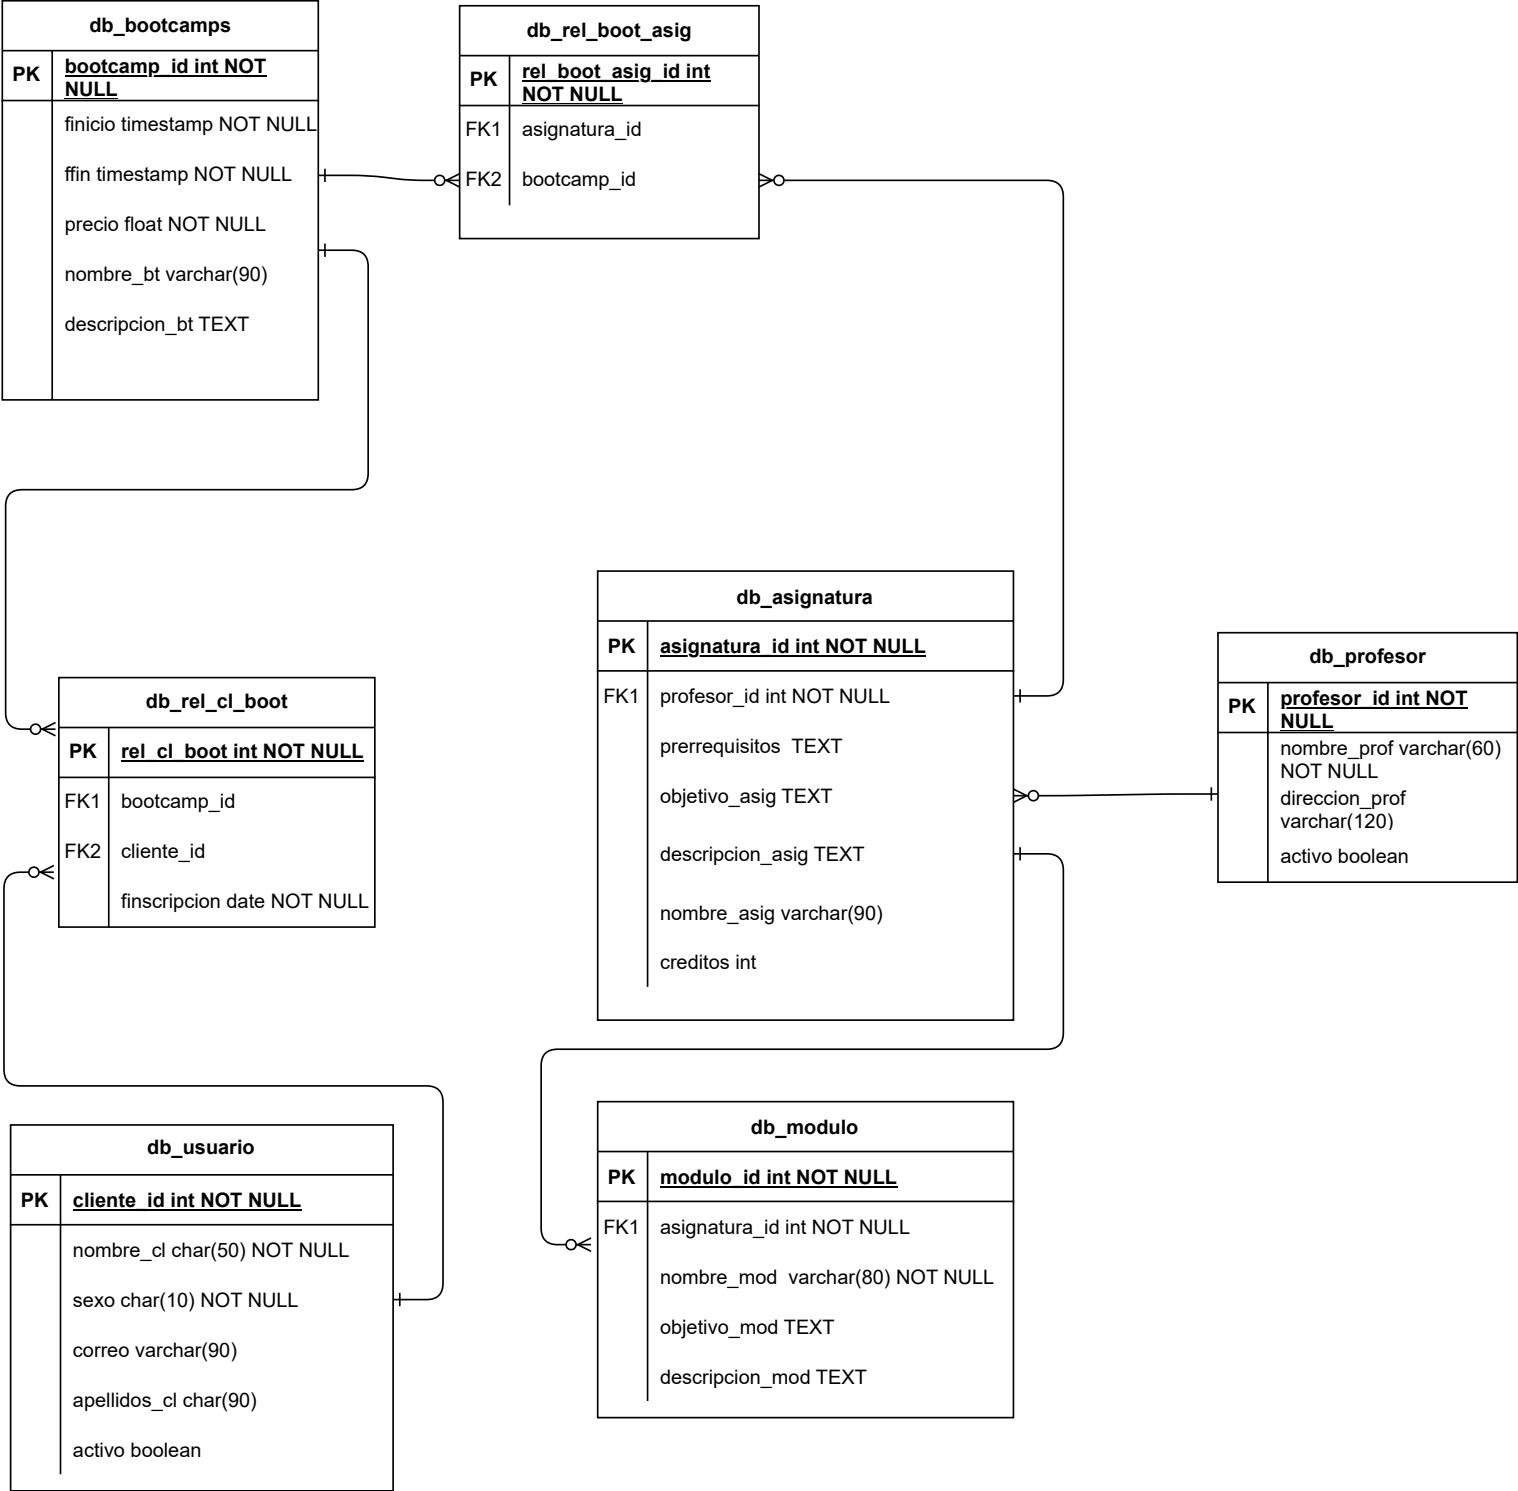 db_bootcamps
PK
bootcamp_id int NOT
NULL
finicio timestamp NOT NULL
ffin timestamp NOT NULL
precio float NOT NULL
nombre_bt varchar(90)
descripcion_bt TEXT
db_rel_boot_asig
PK
rel_boot_asig_id int
NOT NULL
FK1 asignatura_id
FK2 bootcamp_id
db_asignatura
PK asignatura_id int NOT NULL
FK1 profesor_id int NOT NULL
prerrequisitos  TEXT
objetivo_asig TEXT
descripcion_asig TEXT
nombre_asig varchar(90)
creditos int
db_profesor
PK
profesor_id int NOT
NULL
nombre_prof varchar(60)
NOT NULL
direccion_prof
varchar(120)
activo boolean
db_rel_cl_boot
PK rel_cl_boot int NOT NULL
FK1 bootcamp_id
FK2 cliente_id
finscripcion date NOT NULL
db_usuario
PK cliente_id int NOT NULL
nombre_cl char(50) NOT NULL
sexo char(10) NOT NULL
correo varchar(90)
apellidos_cl char(90)
activo boolean
db_modulo
PK modulo_id int NOT NULL
FK1 asignatura_id int NOT NULL
nombre_mod  varchar(80) NOT NULL
objetivo_mod TEXT
descripcion_mod TEXT